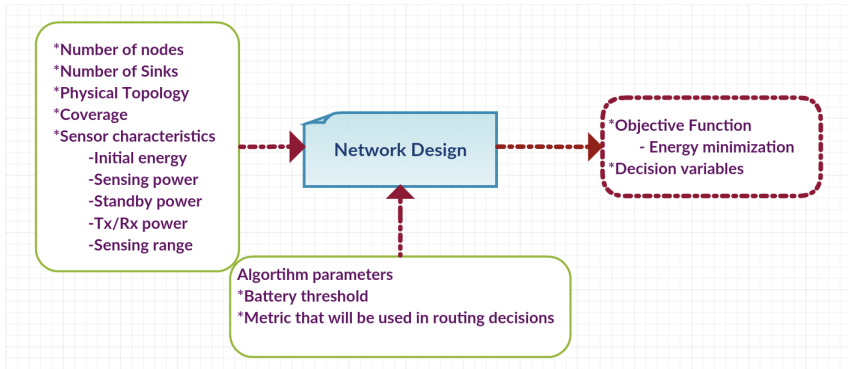 *Number of nodes
*Number of Sinks
*Physical Topology
*Coverage
*Sensor characteristics
-Initial energy
-Sensing power
-Standby power
-Tx/Rx power
-Sensing range
Network Design
*Objective Function
- Energy minimization
*Decision variables
Algortihm parameters
*Battery threshold
*Metric that will be used in routing decisions